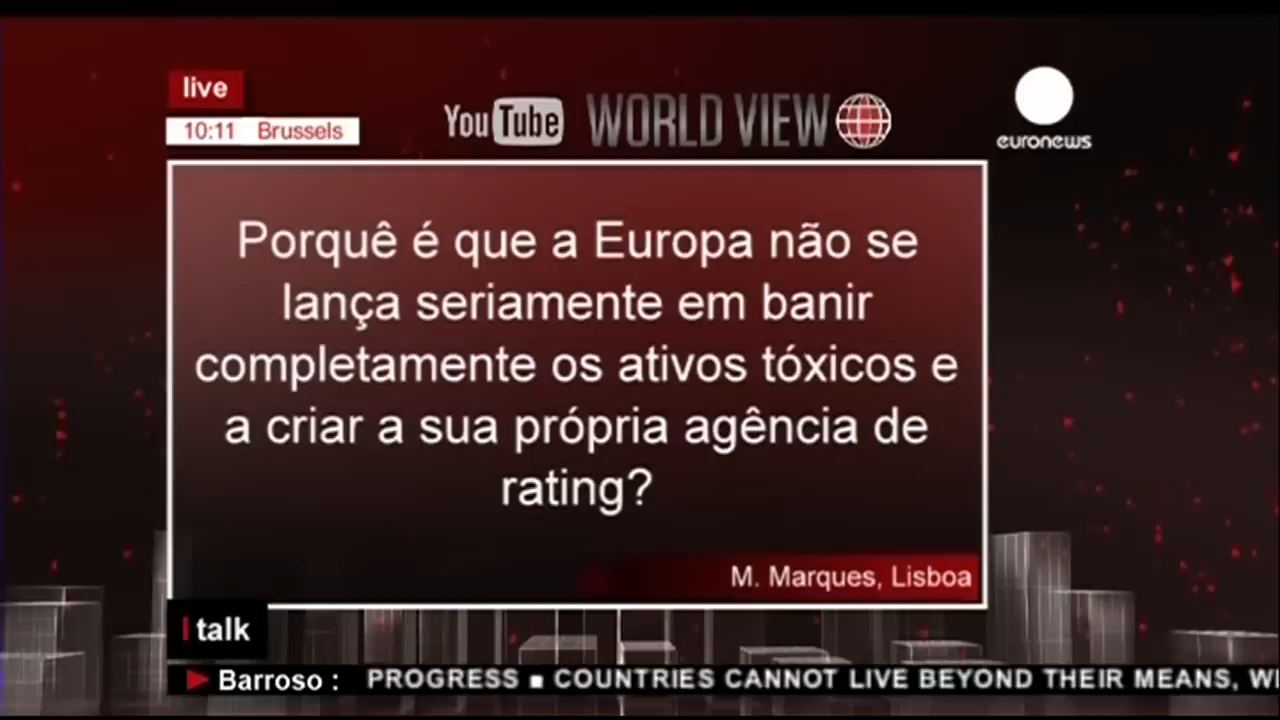 live
10:11 Brussels
YouTube WORLD VIEW
euronews
Porquê é que a Europa não se
lança seriamente em banir
completamente os ativos tóxicos e
a criar a sua própria agência de
rating?
M. Marques, Lisboa
I talk
Barroso : PROGRESS ■ COUNTRIES CANNOT LIVE BEYOND THEIR MEANS,